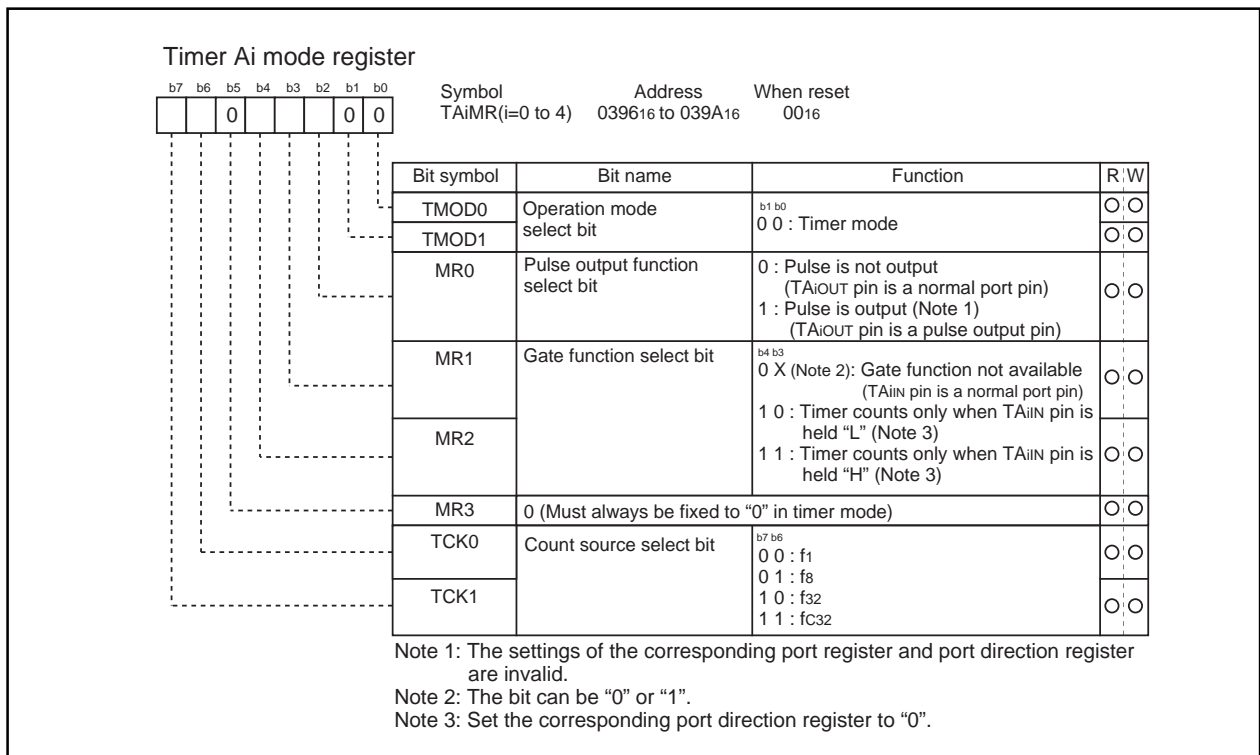 Timer Ai mode register
b7 b6 b5 b4 b3 b2 b1 b0
0 0 0
Symbol Address When reset
TAiMR(i=0 to 4) 039616 to 039A16 0016
Bit symbol Bit name Function R W
TMOD0
TMOD1
Operation mode
select bit
b1 b0
0 0 : Timer mode
MR0
Pulse output function
select bit
0 : Pulse is not output
(TAiOUT pin is a normal port pin)
1 : Pulse is output (Note 1)
(TAiOUT pin is a pulse output pin)
MR1
MR2
Gate function select bit
b4 b3
0 X (Note 2): Gate function not available
(TAiIN pin is a normal port pin)
1 0 : Timer counts only when TAiIN pin is
held “L” (Note 3)
1 1 : Timer counts only when TAiIN pin is
held “H” (Note 3)
MR3 0 (Must always be fixed to “0” in timer mode)
TCK0
TCK1
Count source select bit
b7 b6
0 0 : f1
0 1 : f8
1 0 : f32
1 1 : fC32
Note 1: The settings of the corresponding port register and port direction register
are invalid.
Note 2: The bit can be “0” or “1”.
Note 3: Set the corresponding port direction register to “0”.